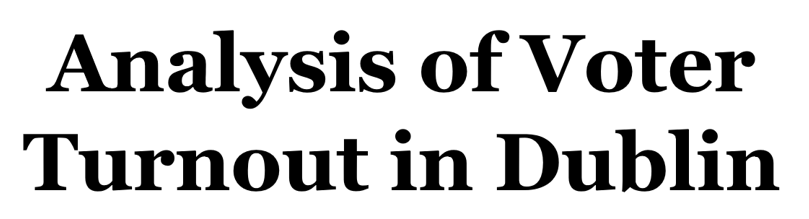 Analysis of Voter
Turnout in Dublin